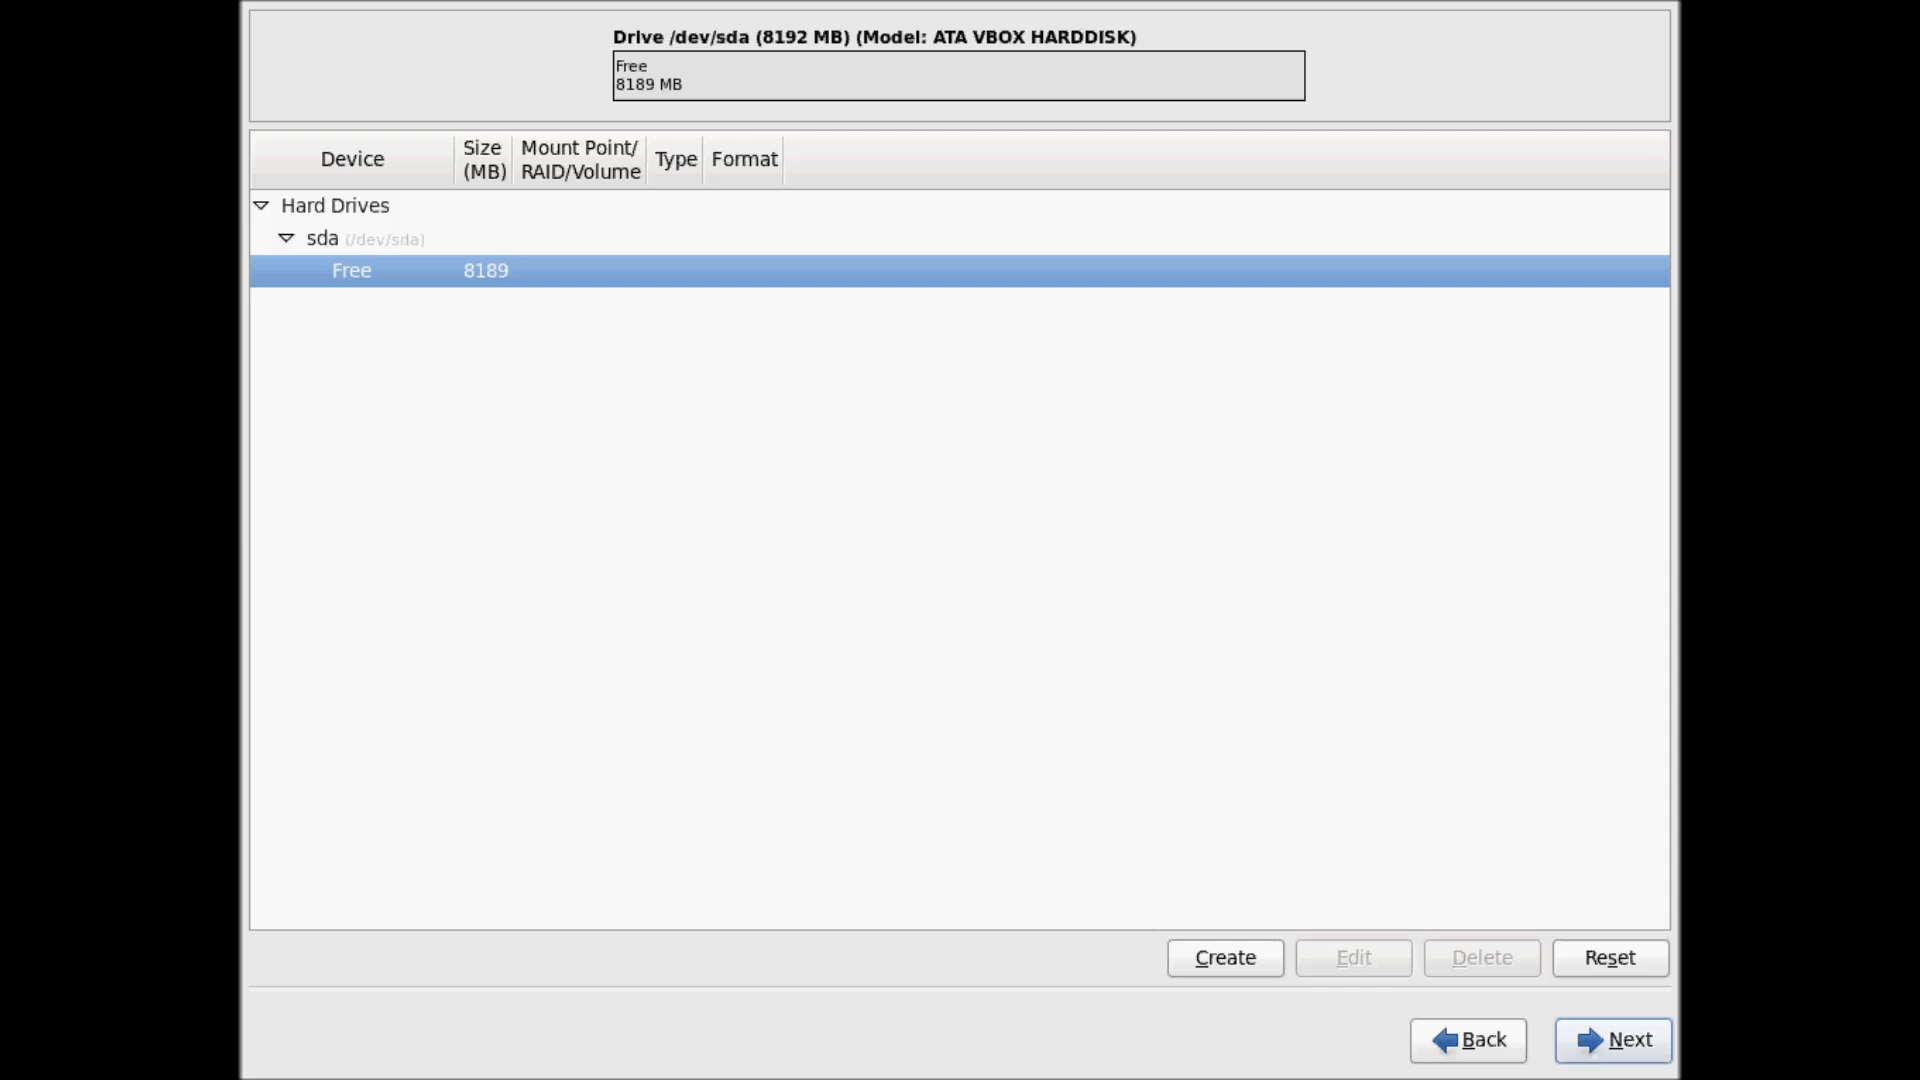 Drive /dev/sda (8192 MB) (Model: ATA VBOX HARDDISK)
Free
8189 MB
Device
Size
(MB)
Mount Point/
RAID/Volume
Type
Format
Hard Drives
sda (/dev/sda)
Free 8189
Create Edit Delete Reset
Back Next